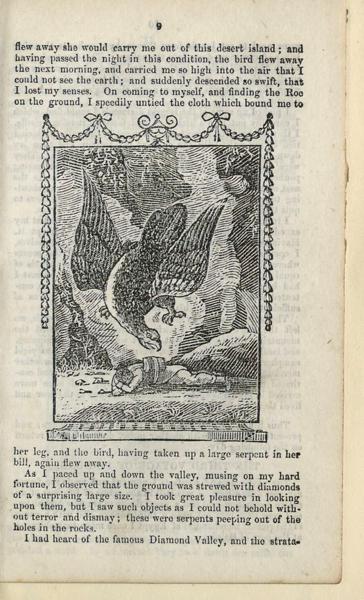 9
flew away she would carry me out of this desert island; and
having passed the night in this condition, the bird flew away
the next morning, and carried me so high into the air that I
could not see the earth; and suddenly descended so swift, that
I lost my senses. On coming to myself, and finding the Roc
on the ground, I speedily untied the cloth which bound me to
her leg, and the bird, having taken up a large serpent in her
bill, again flew away.
As I paced up and down the valley, musing on my hard
fortune, I observed that the ground was strewed with diamonds
of a surprising large size. I took great pleasure in looking
upon them, but I saw such objects as I could not behold with-
out terror and dismay; these were serpents peeping out of the
holes in the rocks.
I had heard of the famous Diamond Valley, and the strata-